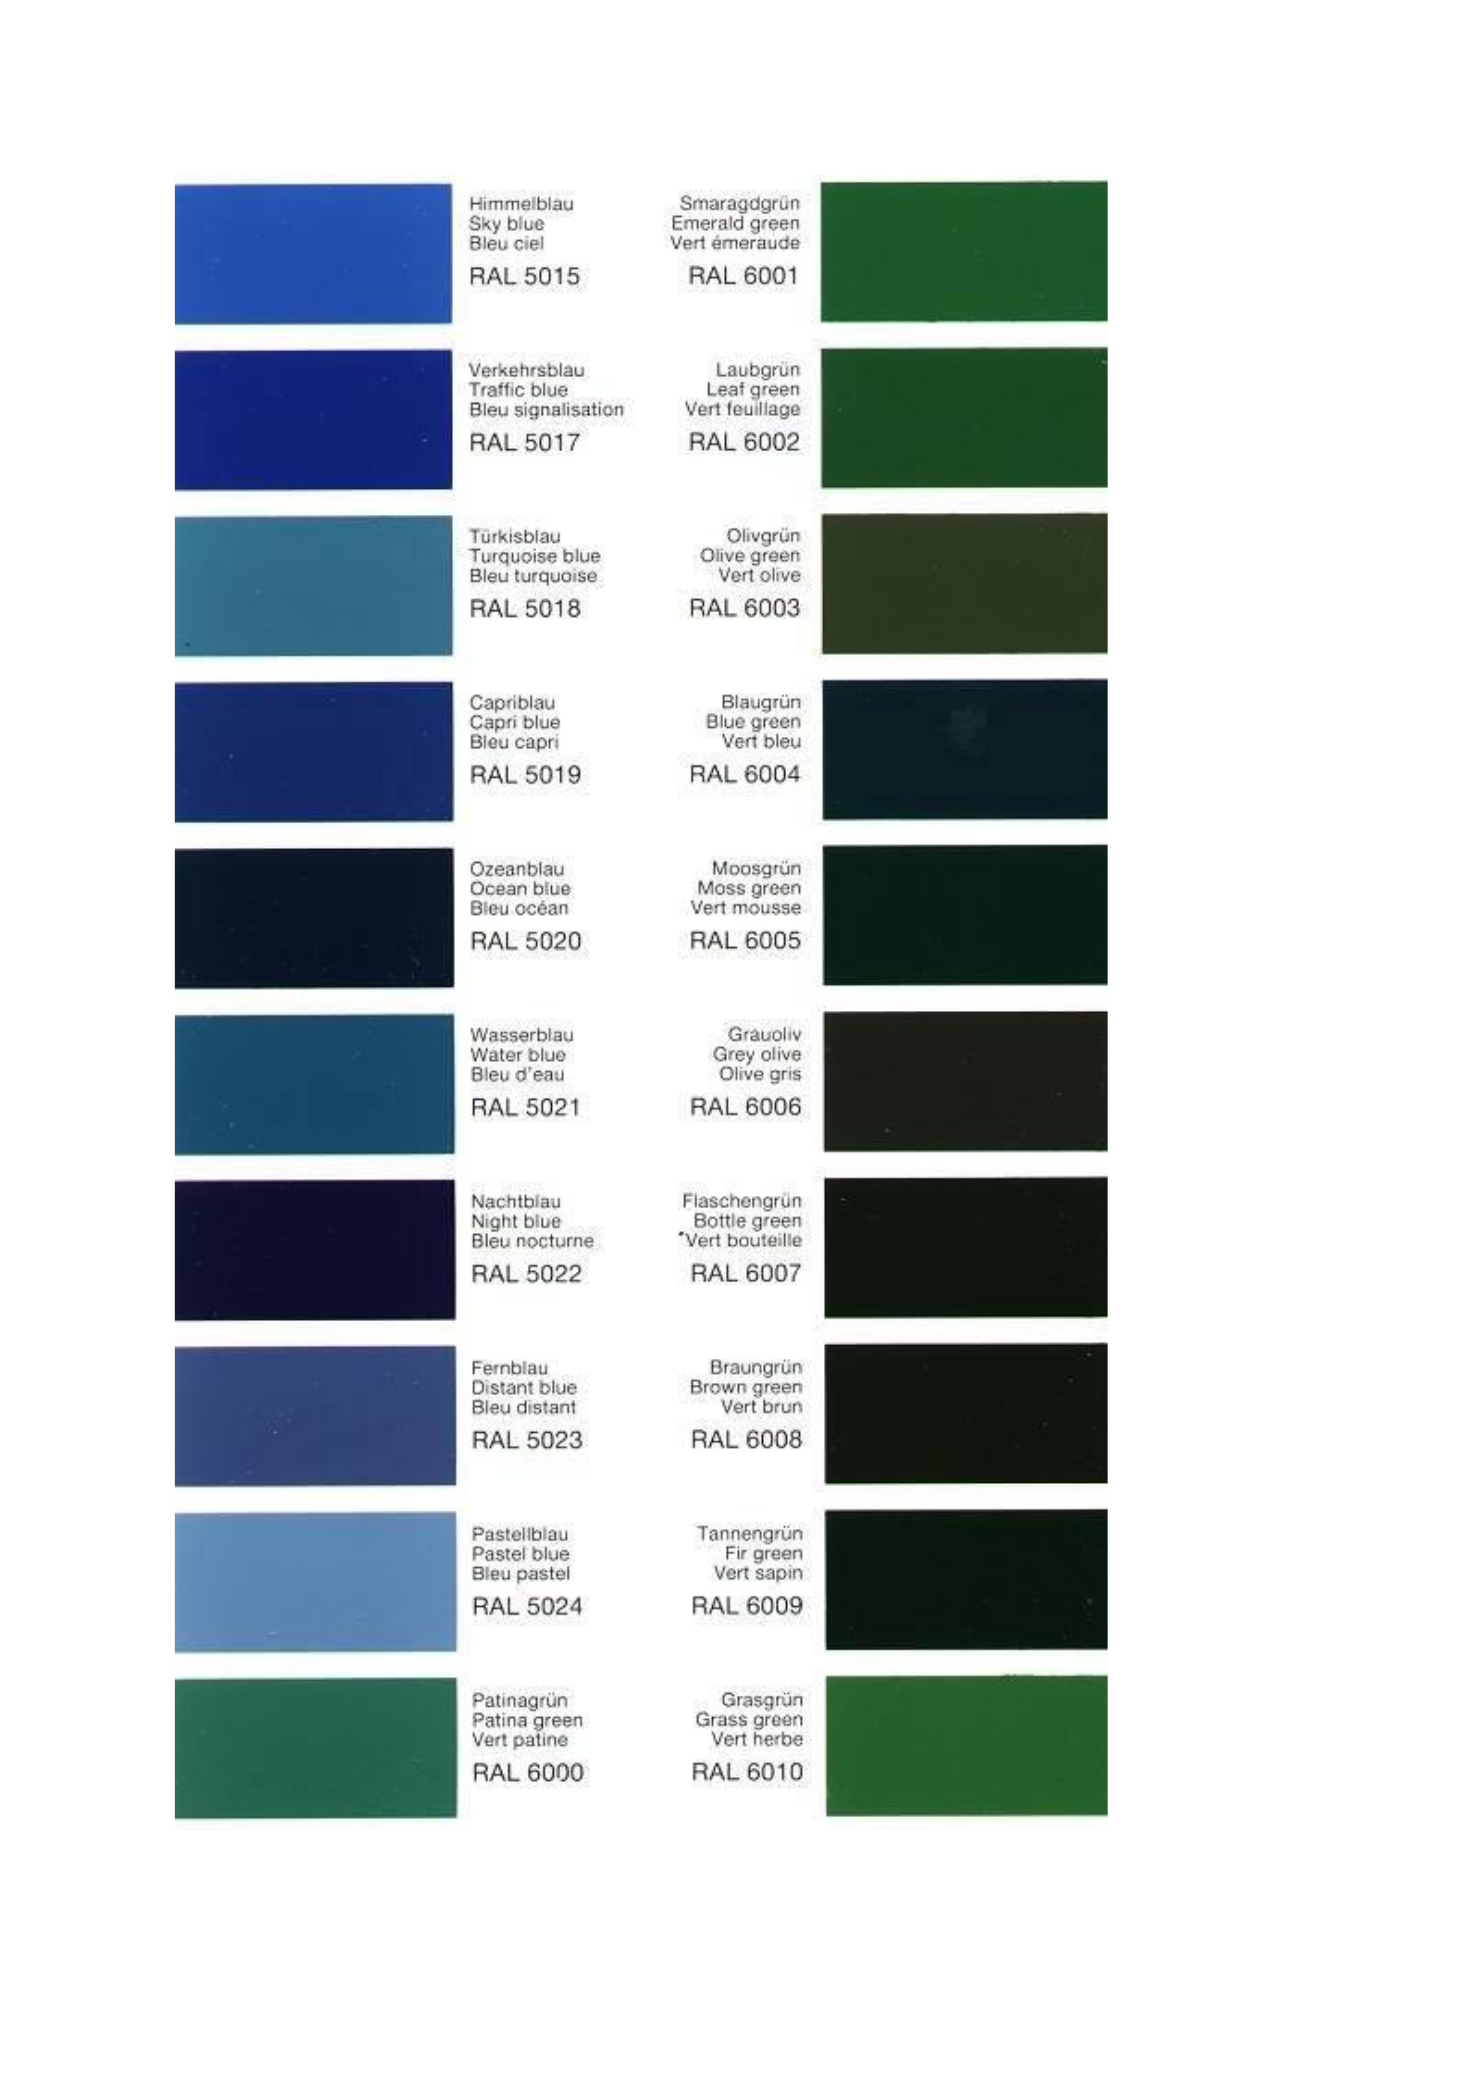 Himmelblau
Sky blue
Bleu ciel
RAL 5015
Smaragdgrün
Emerald green
Vert émeraude
RAL 6001
Verkehrsblau
Traffic blue
Bleu signalisation
RAL 5017
Laubgrün
Leaf green
Vert feuillage
RAL 6002
Türkisblau
Turquoise blue
Bleu turquoise
RAL 5018
Olivgrün
Olive green
Vert olive
RAL 6003
Capriblau
Capri blue
Bleu capri
RAL 5019
Blaugrün
Blue green
Vert bleu
RAL 6004
Ozeanblau
Ocean blue
Bleu océan
RAL 5020
Moosgrün
Moss green
Vert mousse
RAL 6005
Wasserblau
Water blue
Bleu d'eau
RAL 5021
Grauoliv
Grey olive
Olive gris
RAL 6006
Nachtblau
Night blue
Bleu nocturne
RAL 5022
Flaschengrün
Bottle green
Vert bouteille
RAL 6007
Fernblau
Distant blue
Bleu distant
RAL 5023
Braungrün
Brown green
Vert brun
RAL 6008
Pastellblau
Pastel blue
Bleu pastel
RAL 5024
Tannengrün
Fir green
Vert sapin
RAL 6009
Patinagrün
Patina green
Vert patine
RAL 6000
Grasgrün
Grass green
Vert herbe
RAL 6010